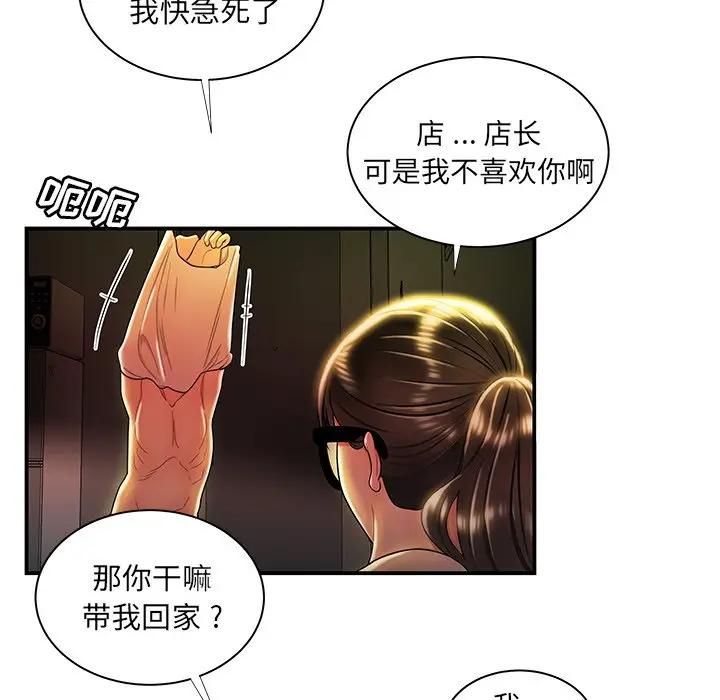 我快急死了
店...店长
可是我不喜欢你啊
呃呃
那你干嘛
带我回家？
我